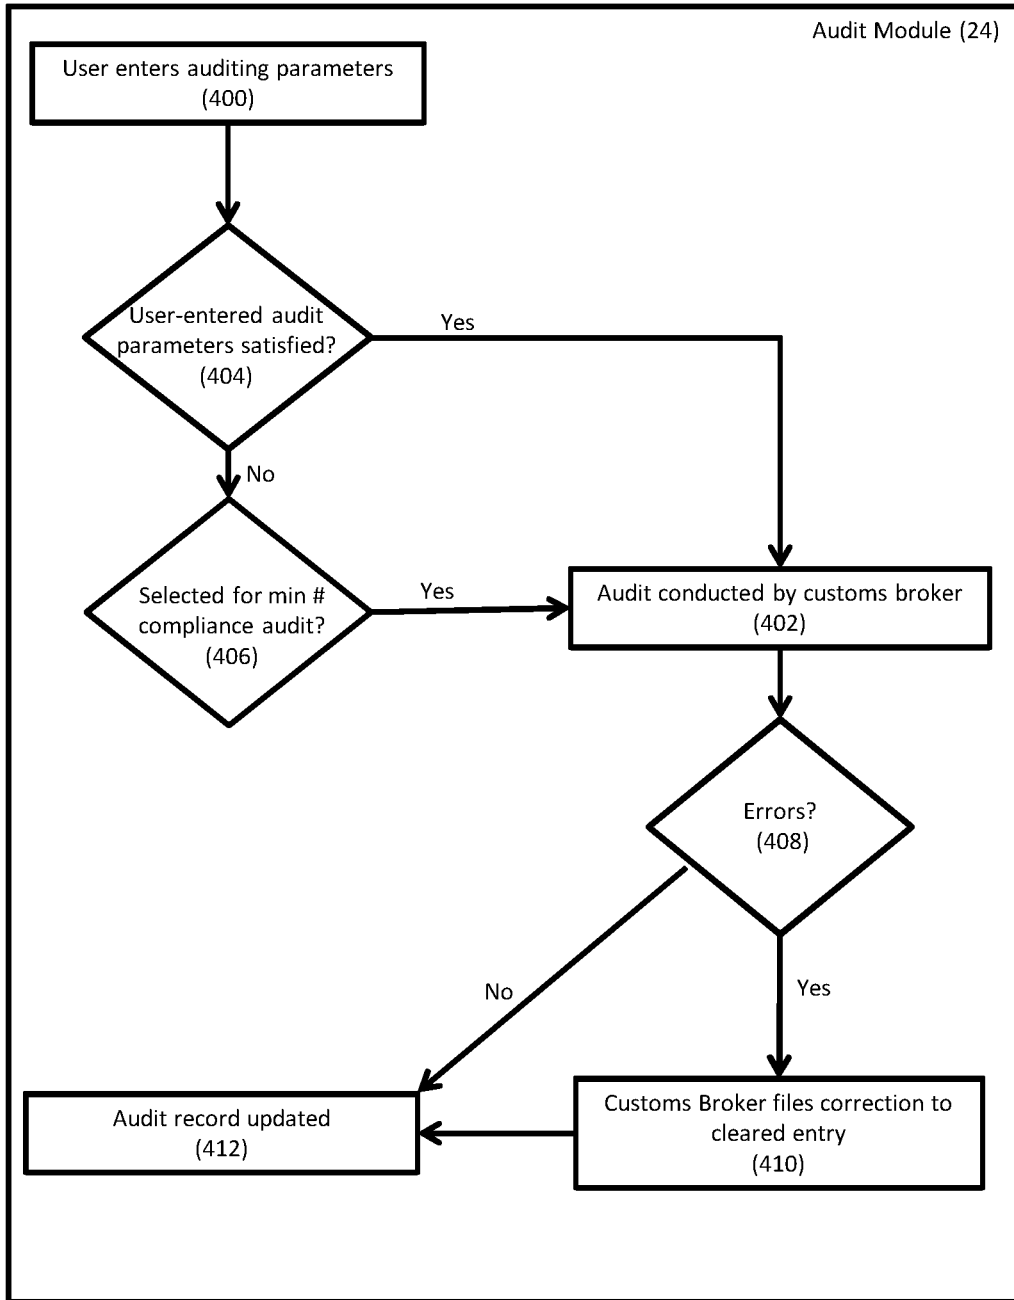 Audit Module (24)
User enters auditing parameters
(400)
User-entered audit
parameters satisfied?
(404)
Yes
No
Selected for min #
compliance audit?
(406)
Yes
Audit conducted by customs broker
(402)
Errors?
(408)
No
Yes
Customs Broker files correction to
cleared entry
(410)
Audit record updated
(412)